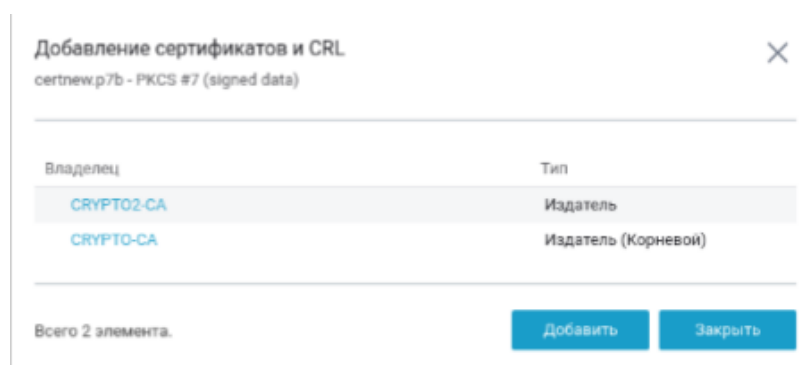 Добавление сертификатов и CRL
certnew.p7b - PKCS #7 (signed data)
Владелец Тип
CRYPTO2-CA Издатель
CRYPTO-CA Издатель (Корневой)
Всего 2 элемента. Добавить Закрыть